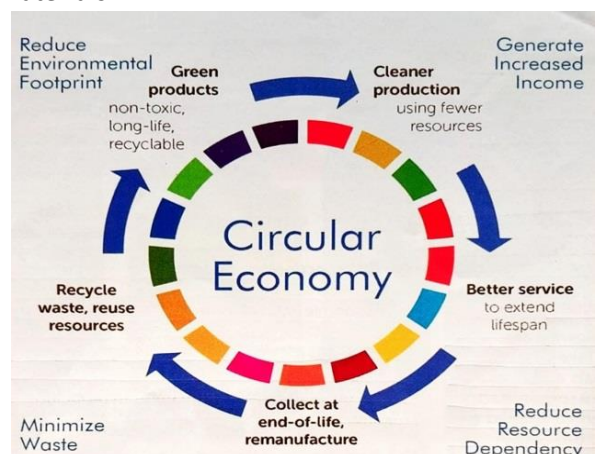 Reduce
Environmental
Footprint
Generate
Increased
Income
Green
products
non-toxic,
long-life,
recyclable
Cleaner
production
using fewer
resources
Circular
Economy
Better service
to extend
lifespan
Collect at
end-of-life,
remanufacture
Recycle
waste, reuse
resources
Minimize
Waste
Reduce
Resource
Dependency